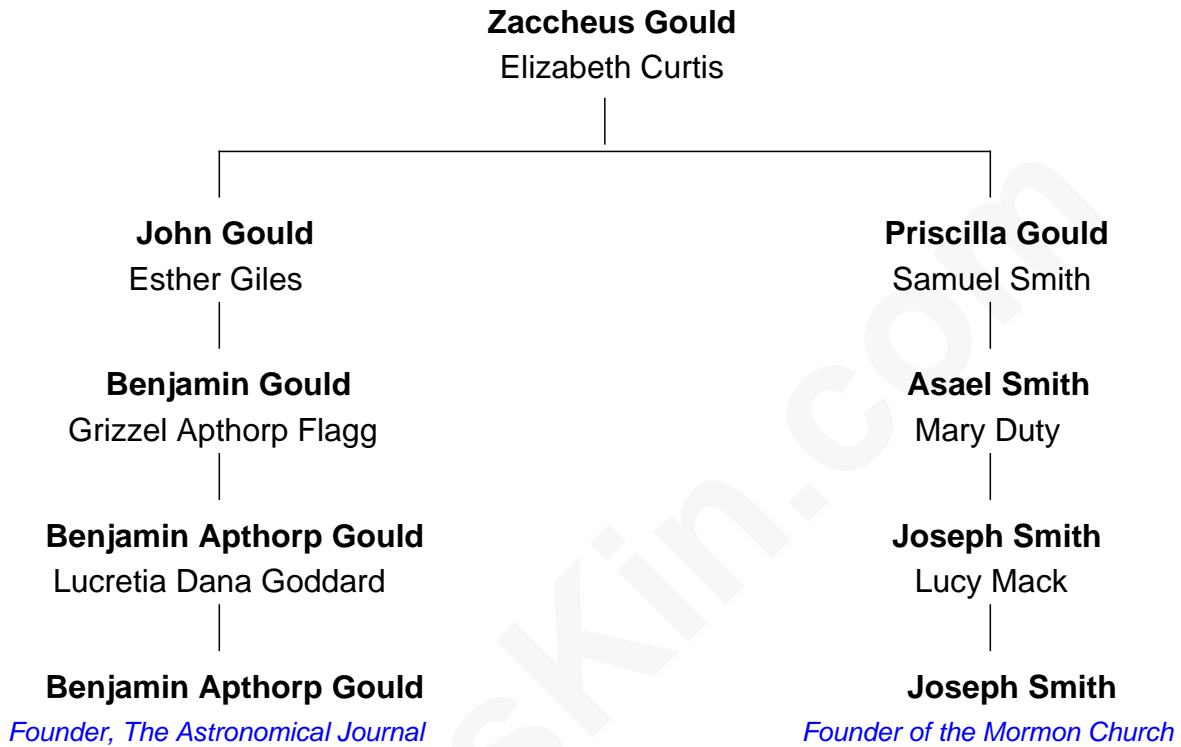 Zaccheus Gould
Elizabeth Curtis
John Gould
Esther Giles
Priscilla Gould
Samuel Smith
Benjamin Gould
Grizzel Apthorp Flagg
Asael Smith
Mary Duty
Benjamin Apthorp Gould
Lucretia Dana Goddard
Joseph Smith
Lucy Mack
Benjamin Apthorp Gould
Founder, The Astronomical Journal
Joseph Smith
Founder of the Mormon Church
sKin.com